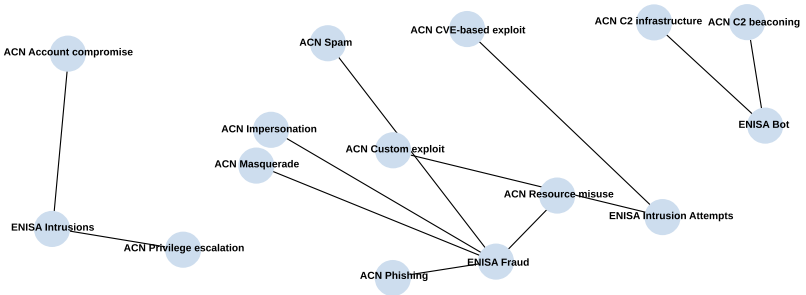 ACN C2 infrastructure
ACN C2 beaconing
ACN CVE-based exploit
ACN Spam
ACN Account compromise
ENISA Bot
ACN Impersonation
ACN Custom exploit
ACN Masquerade
ACN Resource misuse
ENISA Intrusion Attempts
ENISA Intrusions
ACN Privilege escalation
ENISA Fraud
ACN Phishing